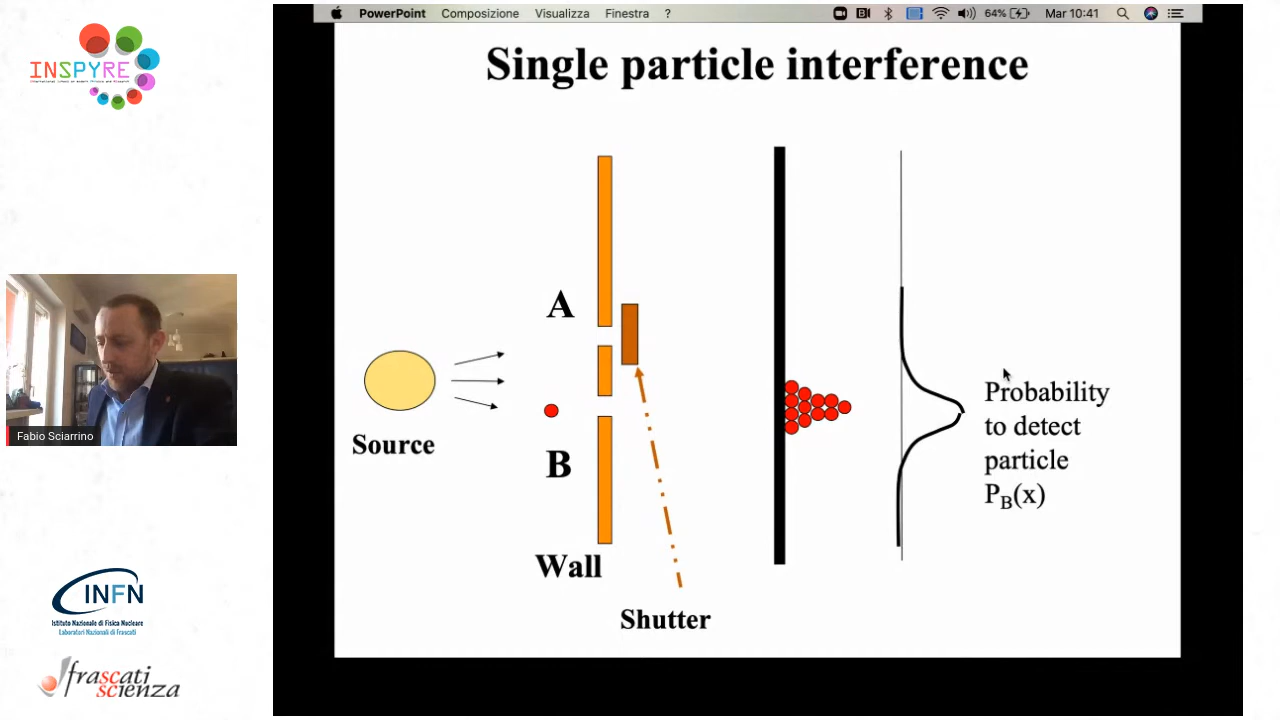 PowerPoint Composizione Visualizza Finestra ? 64% Mar 10:41
INSPYRE
Single particle interference
A
Source
B
Fabio Sciarrino
Probability
to detect
particle
PB(x)
Wall
Shutter
INFN
Istituto Nazionale di Fisica Nucleare
Laboratori Nazionali di Frascati
frascati
scienza